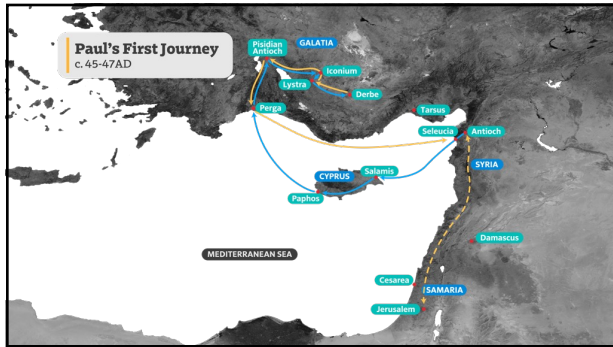 Paul's First Journey
c. 45-47AD
Pisidian
Antioch
GALATIA
Iconium
Lystra
Derbe
Perga
Tarsus
Seleucia
Antioch
SYRIA
CYPRUS
Salamis
Paphos
Damascus
MEDITERRANEAN SEA
Cesarea
SAMARIA
Jerusalem